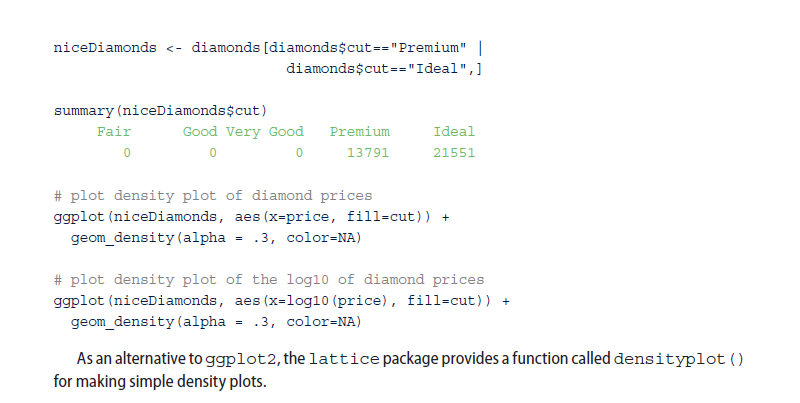 niceDiamonds <- diamonds[diamonds$cut=="Premium" |
diamonds$cut=="Ideal",]
summary(niceDiamonds$cut)
Fair Good Very Good Premium Ideal
0 0 0 13791 21551
# plot density plot of diamond prices
ggplot(niceDiamonds, aes(x=price, fill=cut)) +
geom_density(alpha = .3, color=NA)
# plot density plot of the log10 of diamond prices
ggplot(niceDiamonds, aes(x=log10(price), fill=cut)) +
geom_density(alpha = .3, color=NA)
As an alternative to ggplot2, the lattice package provides a function called densityplot()
for making simple density plots.